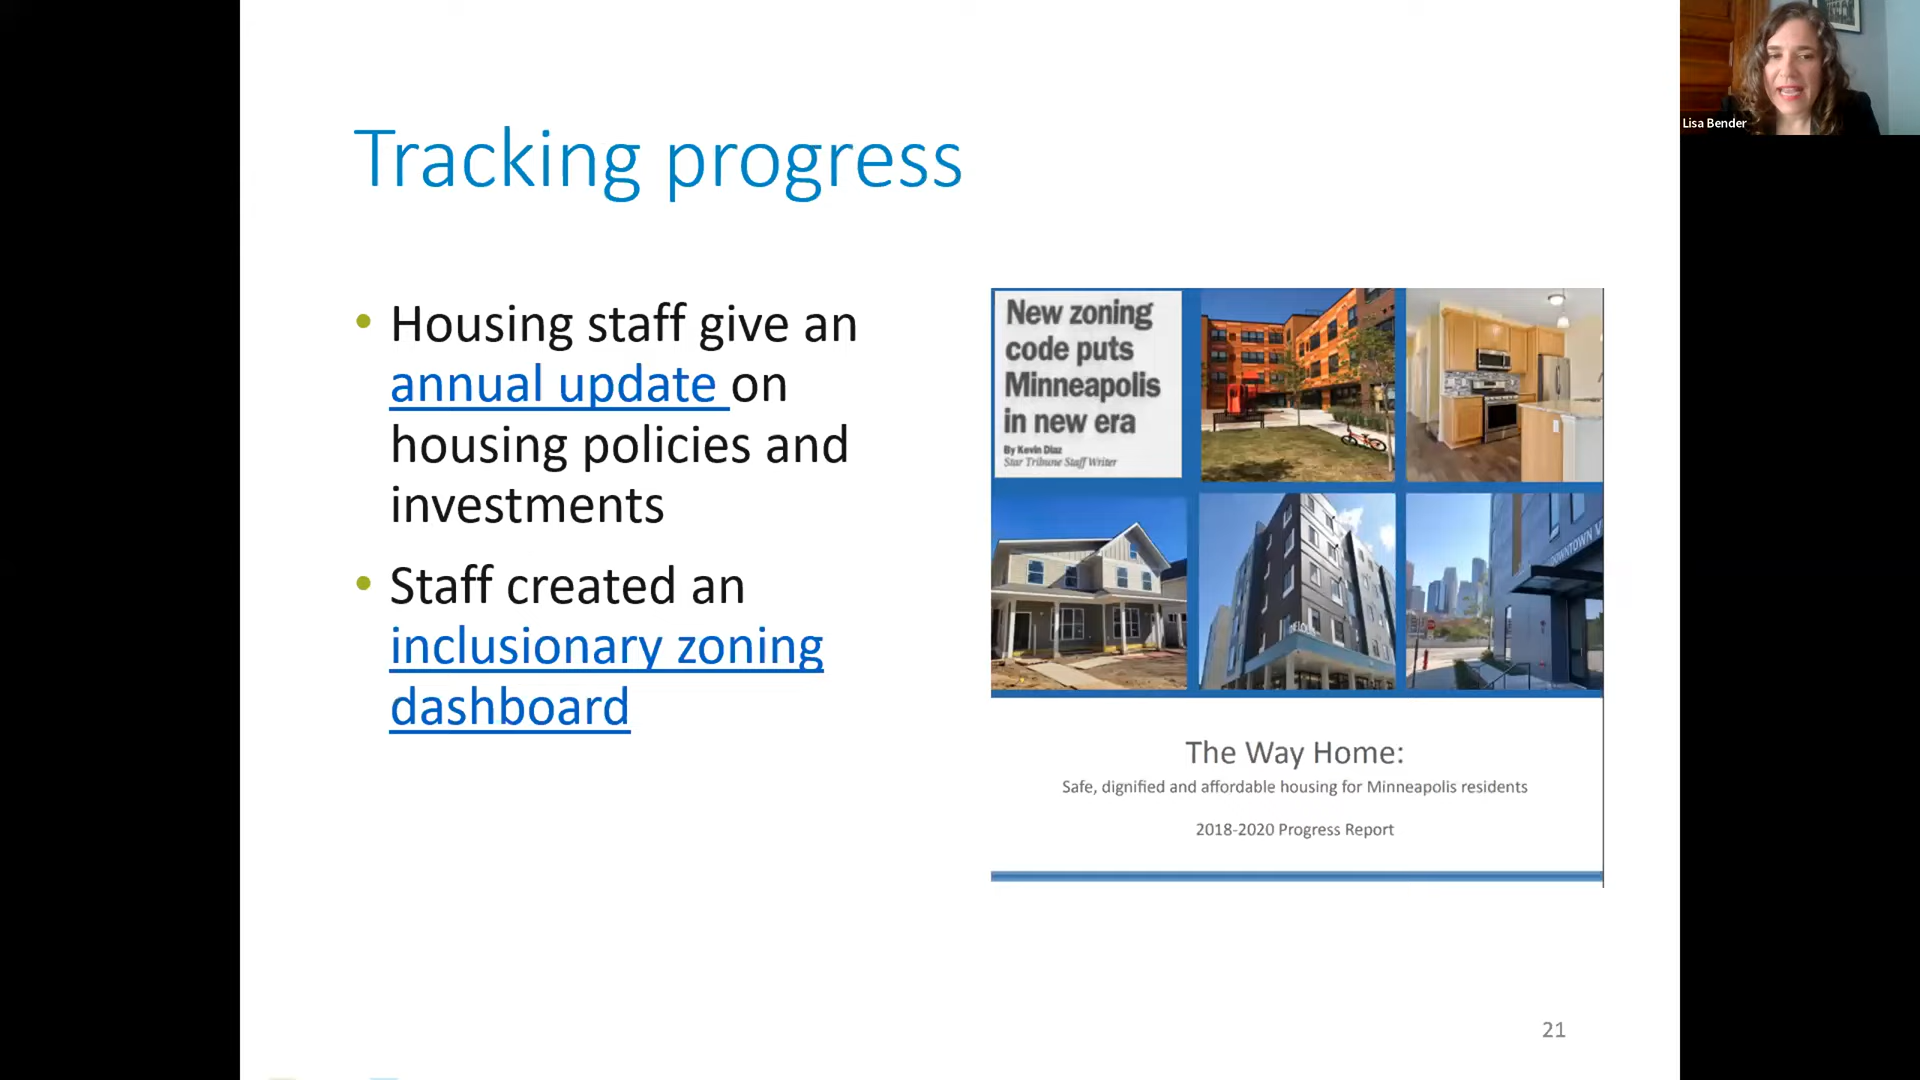 Lisa Bender
Tracking progress
• Housing staff give an
annual update on
housing policies and
investments
• Staff created an
inclusionary zoning
dashboard
New zoning
code puts
Minneapolis
in new era
By Kevin Diaz
Star Tribune Staff Writer
DOWNTOWN V
The Way Home:
Safe, dignified and affordable housing for Minneapolis residents
2018-2020 Progress Report
21